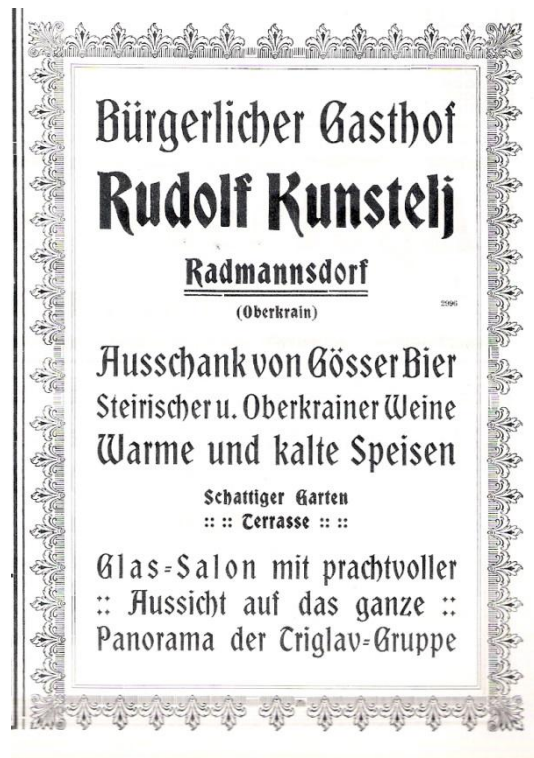 Bürgerlicher Gasthof
Rudolf Kunstelj
Radmannsdorf
(Oberkrain)
2996
Ausschank von Gösser Bier
Steirischer u. Oberkrainer Weine
Warme und kalte Speisen
Schattiger Garten
:: :: Terrasse :: ::
Glas-Salon mit prachtvoller
:: Aussicht auf das ganze ::
Panorama der Triglav-Gruppe